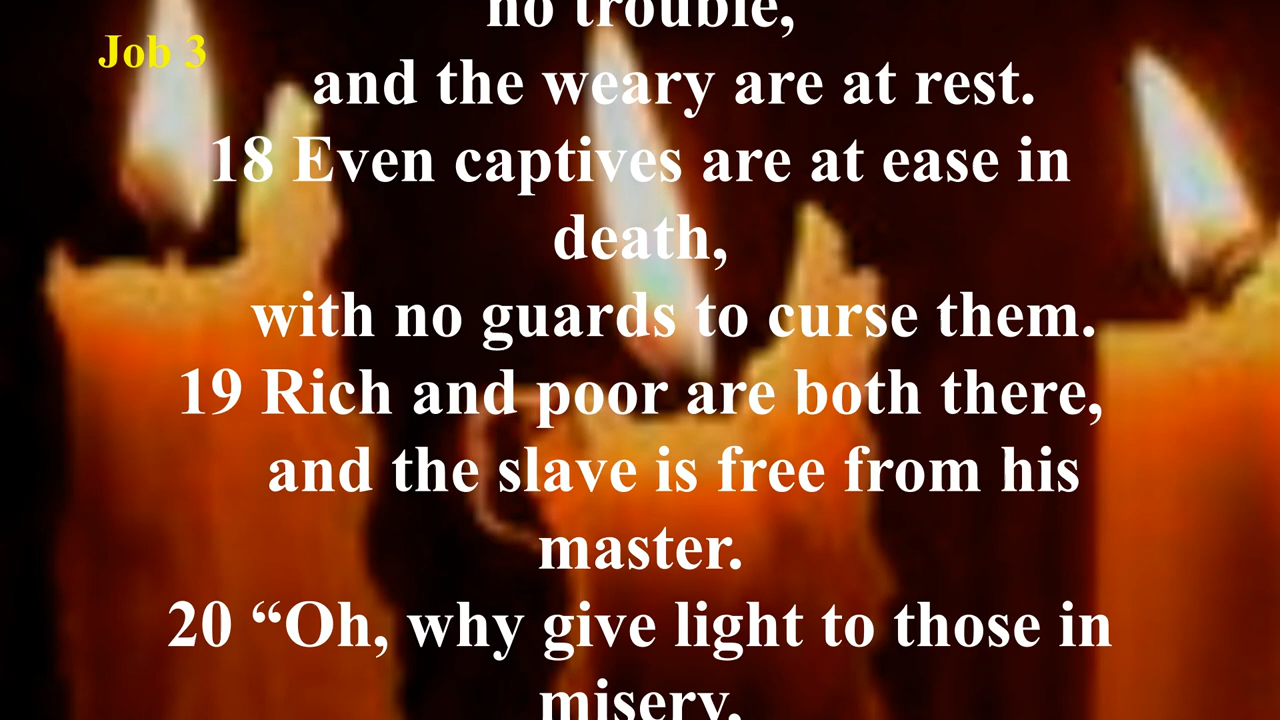 no trouble,
Job 3
and the weary are at rest.
18 Even captives are at ease in
death,
with no guards to curse them.
19 Rich and poor are both there,
and the slave is free from his
master.
20 “Oh, why give light to those in
misery,